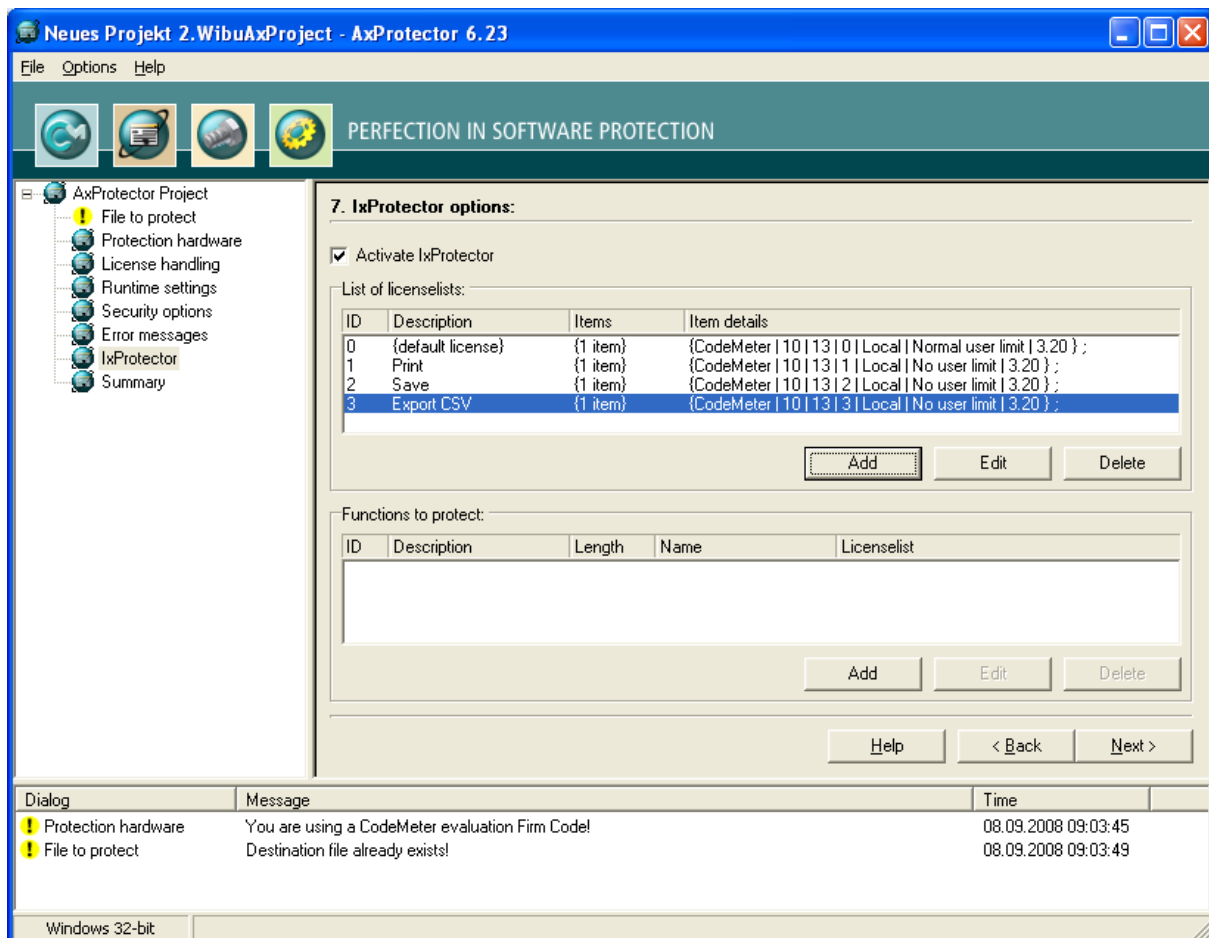 Neues Projekt 2.WibuAxProject - AxProtector 6.23
File Options Help
PERFECTION IN SOFTWARE PROTECTION
AxProtector Project
File to protect
Protection hardware
License handling
Runtime settings
Security options
Error messages
IxProtector
Summary
7. IxProtector options:
Activate IxProtector
List of licenselists:
ID Description Items Item details
0 {default license} {1 item} {CodeMeter | 10 | 13 | 0 | Local | Normal user limit | 3.20 } ;
1 Print {1 item} {CodeMeter | 10 | 13 | 1 | Local | No user limit | 3.20 } ;
2 Save {1 item} {CodeMeter | 10 | 13 | 2 | Local | No user limit | 3.20 } ;
3 Export CSV {1 item} {CodeMeter | 10 | 13 | 3 | Local | No user limit | 3.20 } ;
Add Edit Delete
Functions to protect:
ID Description Length Name Licenselist
Add Edit Delete
Help < Back Next >
Dialog Message Time
Protection hardware You are using a CodeMeter evaluation Firm Code! 08.09.2008 09:03:45
File to protect Destination file already exists! 08.09.2008 09:03:49
Windows 32-bit